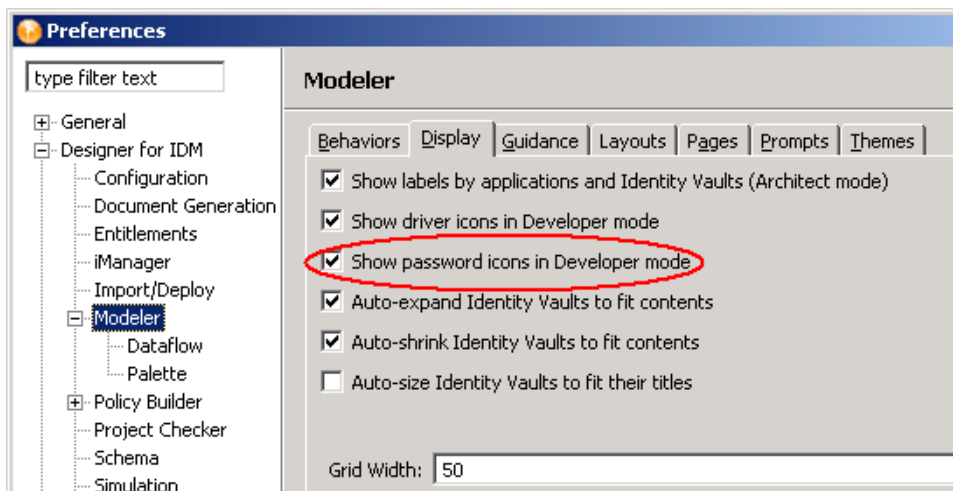 Preferences
type filter text
General
Designer for IDM
Configuration
Document Generation
Entitlements
iManager
Import/Deploy
Modeler
Dataflow
Palette
Policy Builder
Project Checker
Schema
Simulation
Modeler
Behaviors Display Guidance Layouts Pages Prompts Themes
Show labels by applications and Identity Vaults (Architect mode)
Show driver icons in Developer mode
Show password icons in Developer mode
Auto-expand Identity Vaults to fit contents
Auto-shrink Identity Vaults to fit contents
Auto-size Identity Vaults to fit their titles
Grid Width: 50